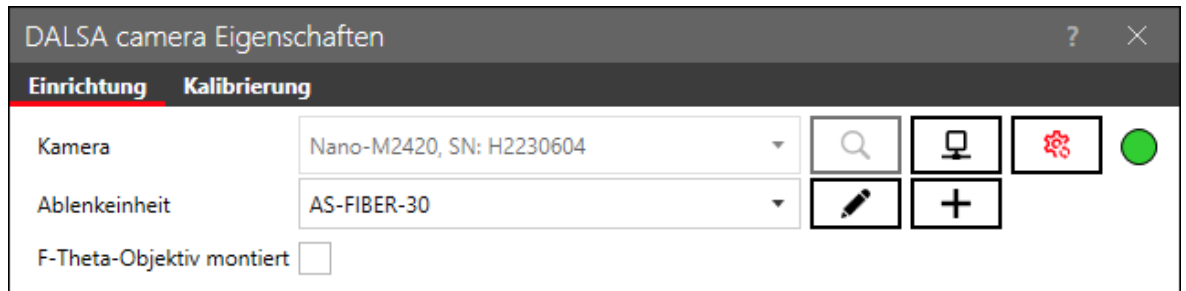 DALSA camera Eigenschaften ?
Einrichtung Kalibrierung
Kamera Nano-M2420, SN: H2230604
Ablenkeinheit AS-FIBER-30
F-Theta-Objektiv montiert